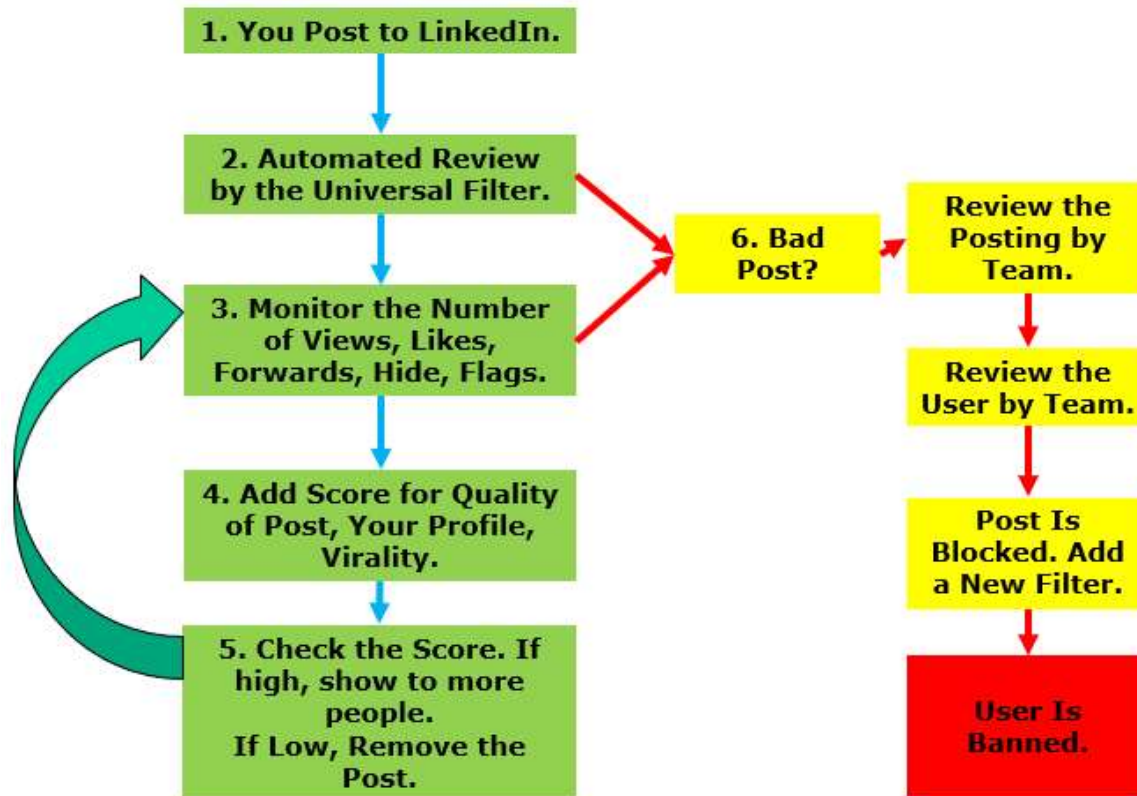 1. You Post to LinkedIn.
2. Automated Review
by the Universal Filter.
3. Monitor the Number
of Views, Likes,
Forwards, Hide, Flags.
4. Add Score for Quality
of Post, Your Profile,
Virality.
5. Check the Score. If
high, show to more
people.
If Low, Remove the
Post.
6. Bad
Post?
Review the
Posting by
Team.
Review the
User by Team.
Post Is
Blocked. Add
a New Filter.
User Is
Banned.